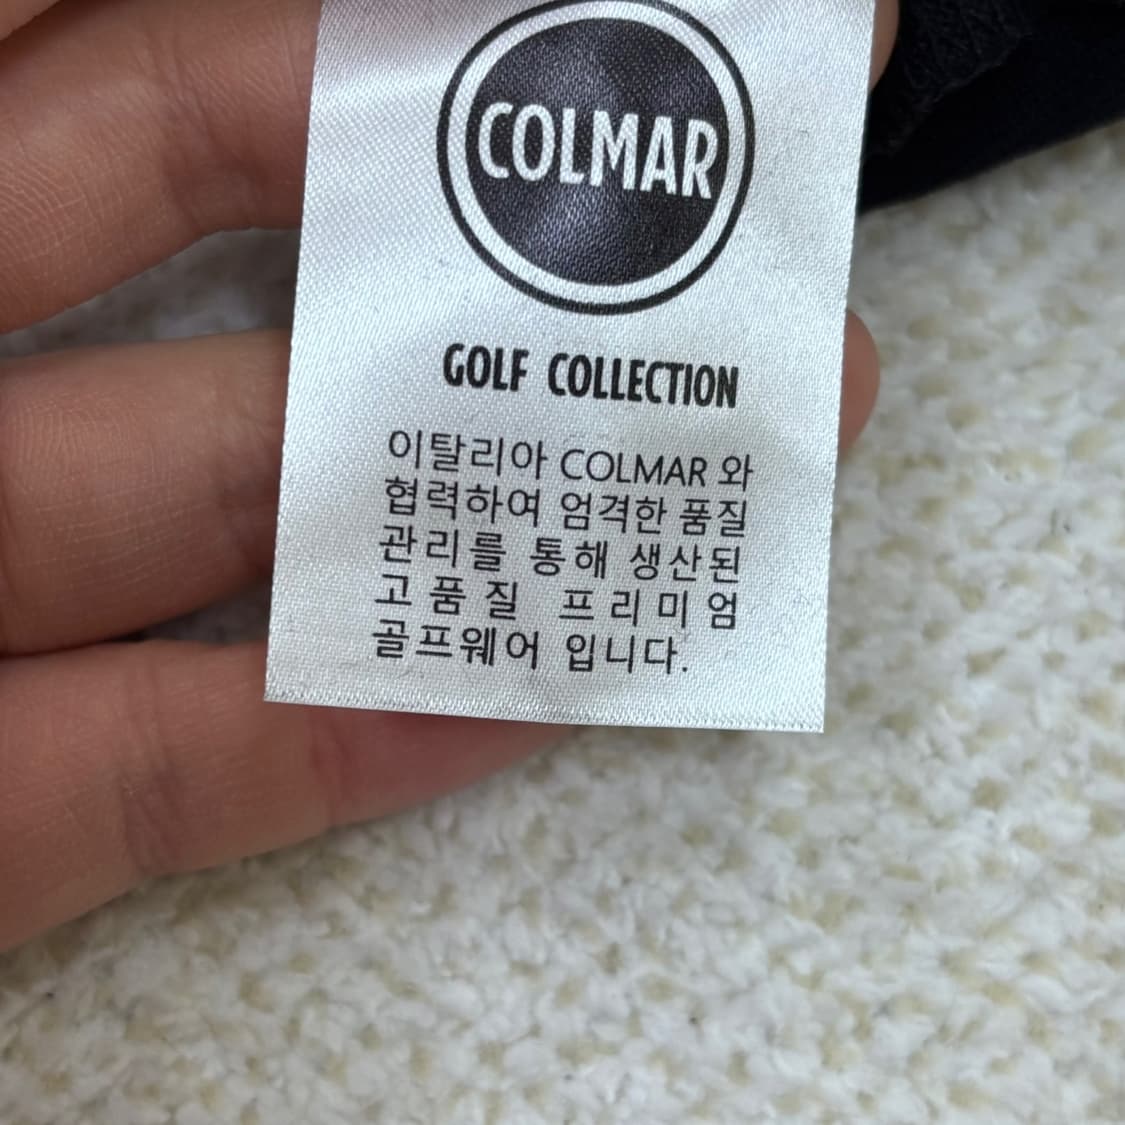 COLMAR
GOLF COLLECTION
이탈리아 COLMAR 와
협력하여 엄격한 품질
관리를 통해 생산된
고품질 프리미엄
골프웨어 입니다.